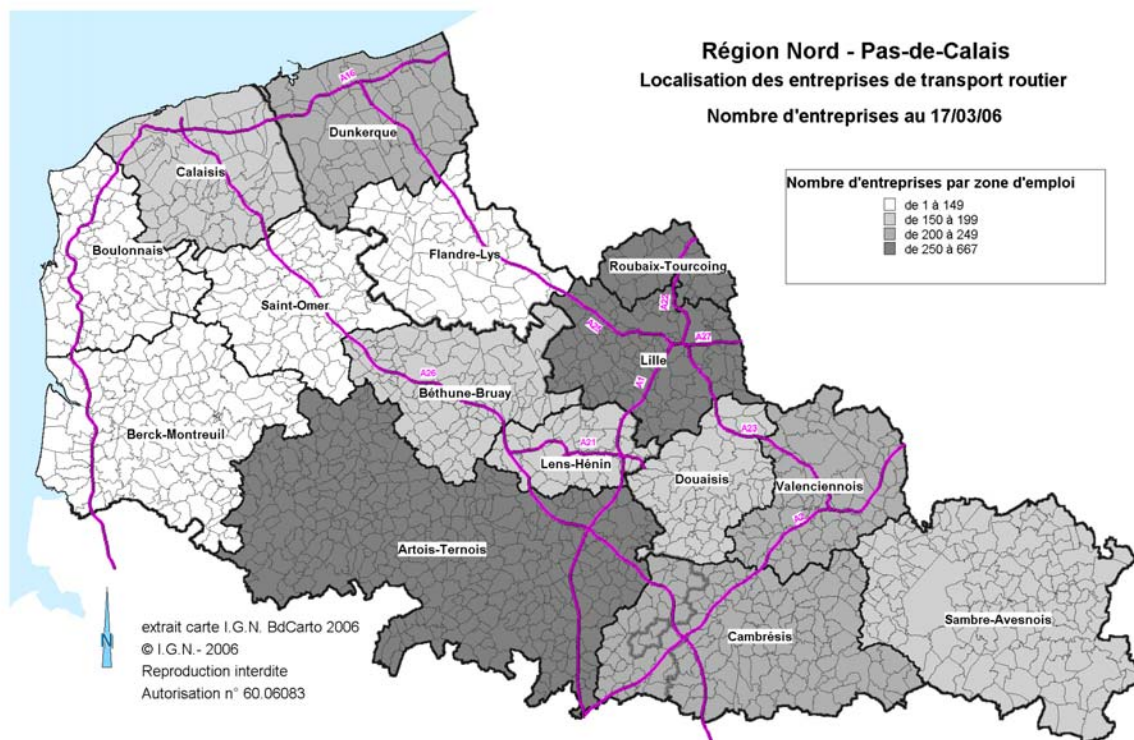 Région Nord - Pas-de-Calais
Localisation des entreprises de transport routier
Nombre d'entreprises au 17/03/06
Nombre d'entreprises par zone d'emploi
de 1 à 149
de 150 à 199
de 200 à 249
de 250 à 667
A16
Dunkerque
Calaisis
Boulonnais
Flandre-Lys
Roubaix-Tourcoing
Saint-Omer
A22
A25
A27
Lille
A26
A1
Béthune-Bruay
Berck-Montreuil
A21
A23
Lens-Hénin
Douaisis
Valenciennois
A2
Artois-Ternois
Sambre-Avesnois
Cambrésis
N
extrait carte I.G.N. BdCarto 2006
© I.G.N.- 2006
Reproduction interdite
Autorisation n° 60.06083